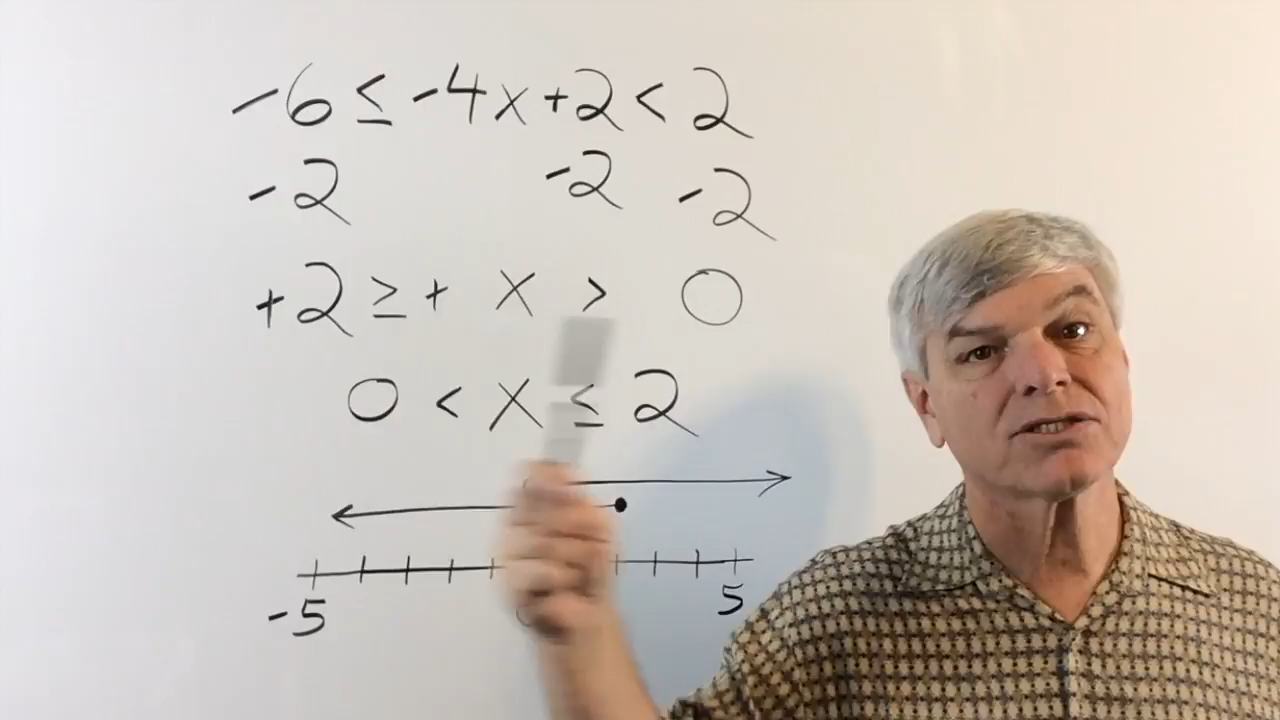 -6 ≤ -4x +2 < 2
-2 -2 -2
+2 ≥ + x > 0
0 < x ≤ 2
-5 5